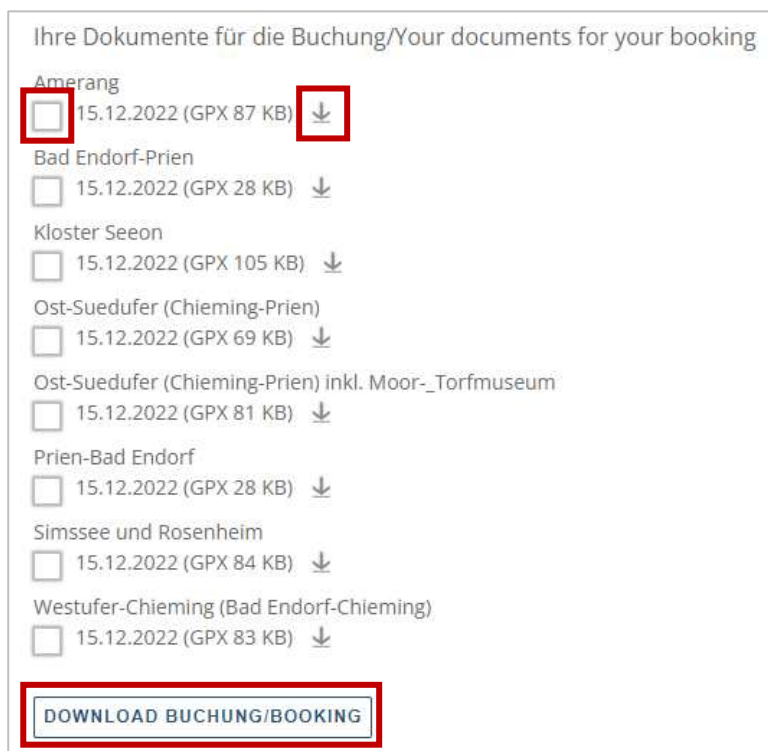 Ihre Dokumente für die Buchung/Your documents for your booking
Amerang
15.12.2022 (GPX 87 KB)
Bad Endorf-Prien
15.12.2022 (GPX 28 KB)
Kloster Seeon
15.12.2022 (GPX 105 KB)
Ost-Suedufer (Chieming-Prien)
15.12.2022 (GPX 69 KB)
Ost-Suedufer (Chieming-Prien) inkl. Moor-_Torfmuseum
15.12.2022 (GPX 81 KB)
Prien-Bad Endorf
15.12.2022 (GPX 28 KB)
Simssee und Rosenheim
15.12.2022 (GPX 84 KB)
Westufer-Chieming (Bad Endorf-Chieming)
15.12.2022 (GPX 83 KB)
DOWNLOAD BUCHUNG/BOOKING